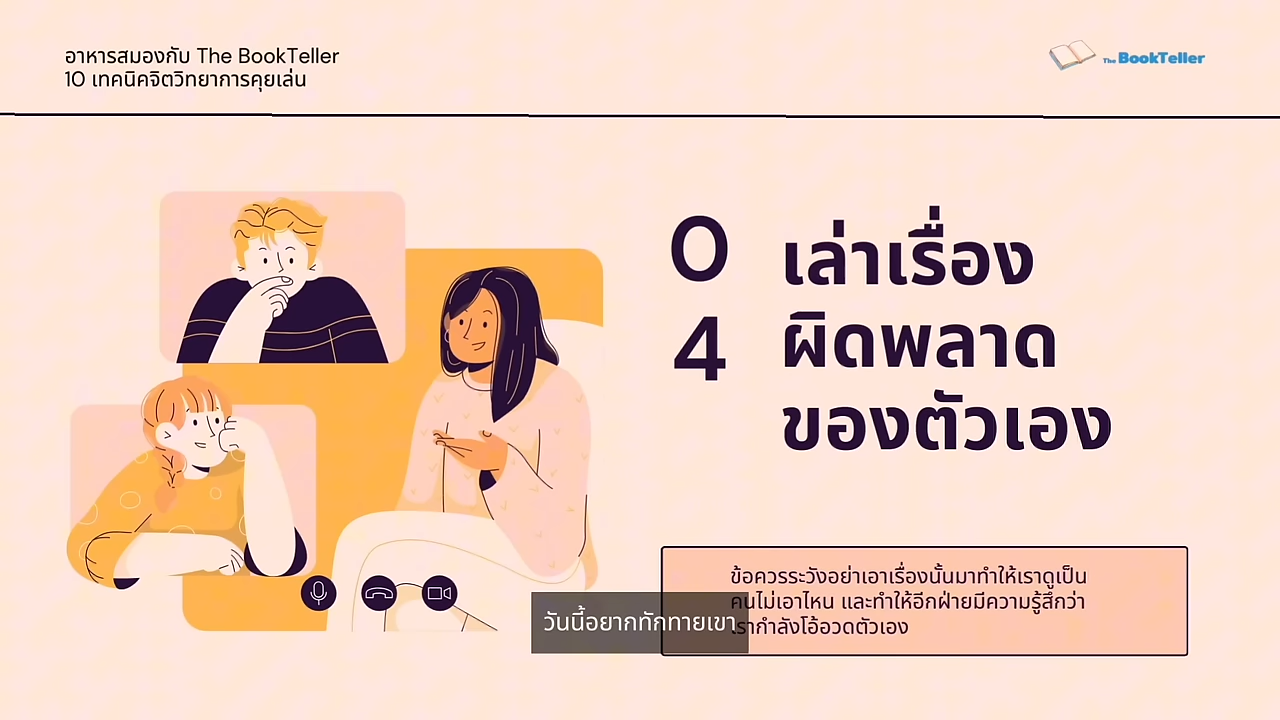 อาหารสมองกับ The BookTeller
10 เทคนิคจิตวิทยาการคุยเล่น
The BookTeller
04
เล่าเรื่อง
ผิดพลาด
ของตัวเอง
ข้อควรระวังอย่าเอาเรื่องนั้นมาทำให้เราดูเป็น
คนไม่เอาไหน และทำให้อีกฝ่ายมีความรู้สึกว่า
เรากำลังโอ้อวดตัวเอง
วันนี้อยากทักทายเขา